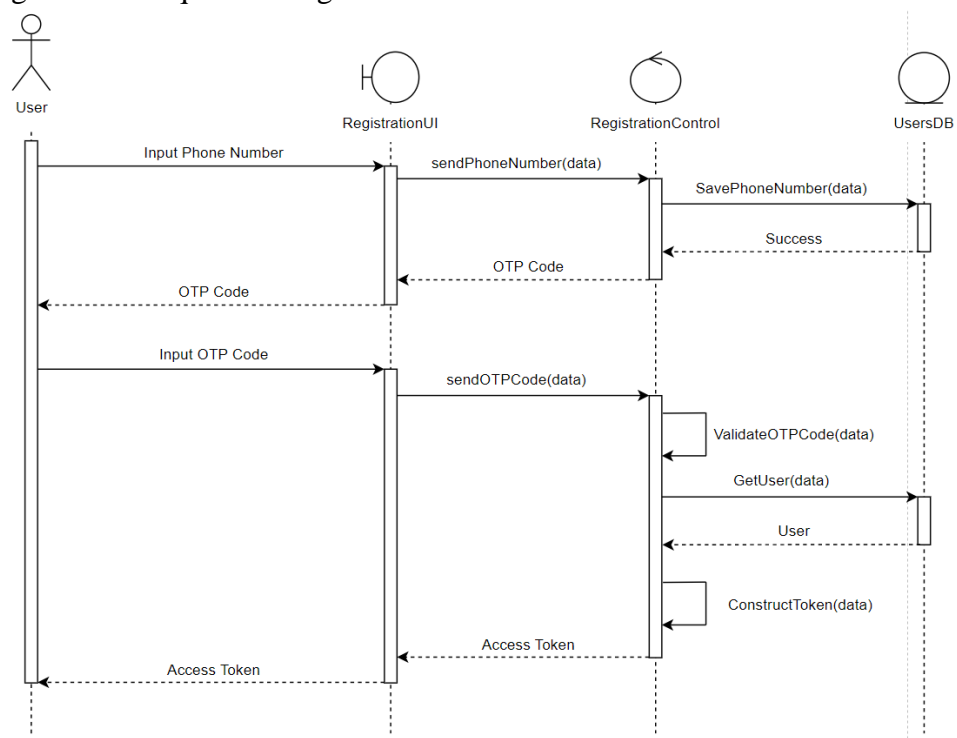 User
RegistrationUI
RegistrationControl
UsersDB
Input Phone Number
sendPhoneNumber(data)
SavePhoneNumber(data)
Success
OTP Code
OTP Code
Input OTP Code
sendOTPCode(data)
ValidateOTPCode(data)
GetUser(data)
User
ConstructToken(data)
Access Token
Access Token